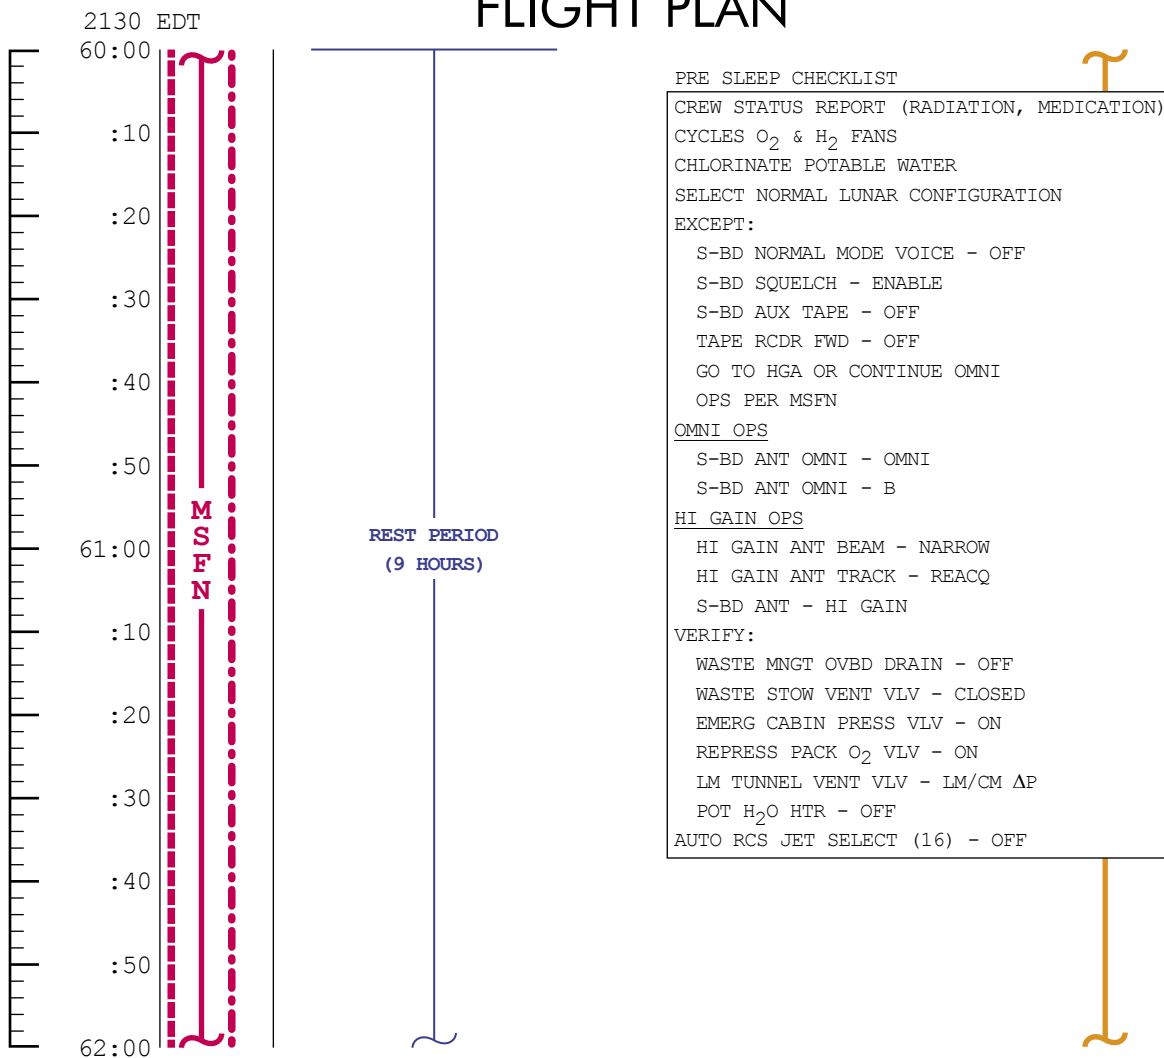 FLIGHT PLAN
2130 EDT
60:00
:10
:20
:30
:40
:50
61:00
:10
:20
:30
:40
:50
62:00
M
S
F
N
REST PERIOD
(9 HOURS)
PRE SLEEP CHECKLIST
CREW STATUS REPORT (RADIATION, MEDICATION)
CYCLES O₂ & H₂ FANS
CHLORINATE POTABLE WATER
SELECT NORMAL LUNAR CONFIGURATION
EXCEPT:
S-BD NORMAL MODE VOICE - OFF
S-BD SQUELCH - ENABLE
S-BD AUX TAPE - OFF
TAPE RCDR FWD - OFF
GO TO HGA OR CONTINUE OMNI
OPS PER MSFN
OMNI OPS
S-BD ANT OMNI - OMNI
S-BD ANT OMNI - B
HI GAIN OPS
HI GAIN ANT BEAM - NARROW
HI GAIN ANT TRACK - REACQ
S-BD ANT - HI GAIN
VERIFY:
WASTE MNGT OVBD DRAIN - OFF
WASTE STOW VENT VLV - CLOSED
EMERG CABIN PRESS VLV - ON
REPRESS PACK O₂ VLV - ON
LM TUNNEL VENT VLV - LM/CM ΔP
POT H₂O HTR - OFF
AUTO RCS JET SELECT (16) - OFF